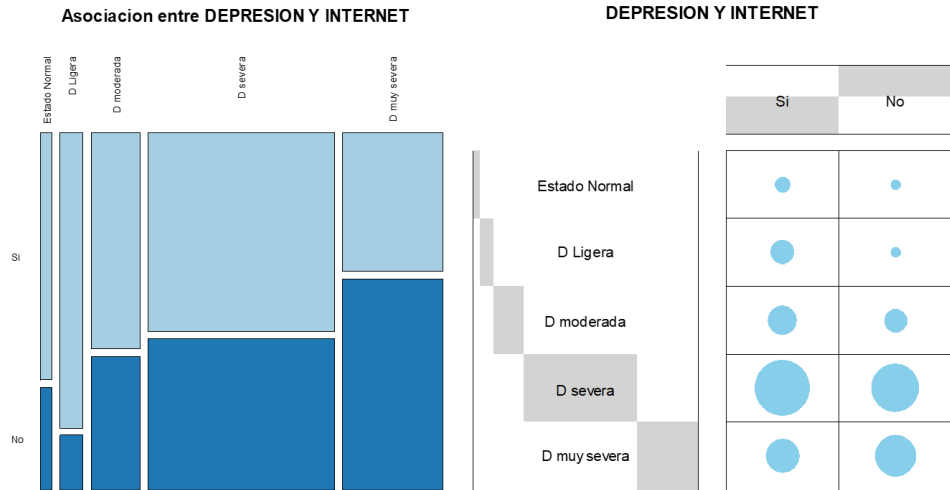 Asociacion entre DEPRESION Y INTERNET
Estado Normal
D Ligera
D moderada
D severa
D muy severa
Si
No
DEPRESION Y INTERNET
Si
No
Estado Normal
D Ligera
D moderada
D severa
D muy severa